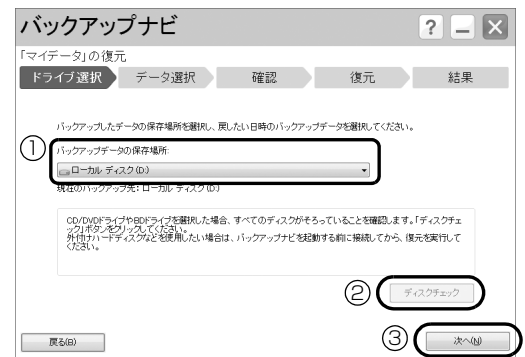 バックアップナビ
? － ×
「マイデータ」の復元
ドライブ選択 データ選択 確認 復元 結果
バックアップしたデータの保存場所を選択し、戻したい日時のバックアップデータを選択してください。
① バックアップデータの保存場所:
ローカル ディスク (D:)
現在のバックアップ先：ローカル ディスク (D:)
CD/DVDドライブやBDドライブを選択した場合、すべてのディスクがそろっていることを確認します。「ディスクチェ
ック」ボタンをクリックしてください。
外付けハードディスクなどを使用したい場合は、バックアップナビを起動する前に接続してから、復元を実行して
ください。
② ディスクチェック
戻る(B) ③ 次へ(N)